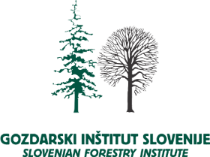 GOZDARSKI INŠTITUT SLOVENIJE
SLOVENIAN FORESTRY INSTITUTE